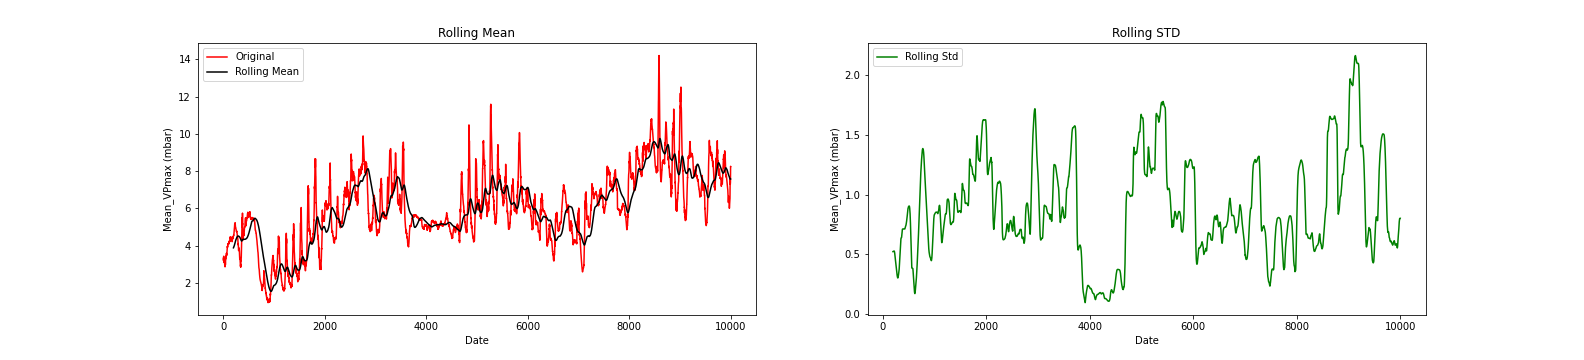 Rolling Mean
Original
Rolling Mean
14
12
10
8
6
4
2
Mean_VPmax (mbar)
0
2000
4000
6000
8000
10000
Date
Rolling STD
Rolling Std
2.0
1.5
1.0
0.5
0.0
Mean_VPmax (mbar)
0
2000
4000
6000
8000
10000
Date